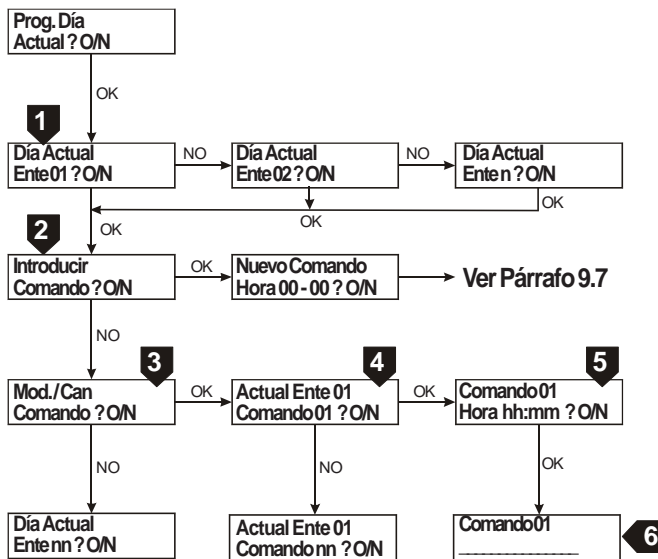 Prog. Día
Actual ? O/N
OK
1
Día Actual
Ente 01 ? O/N
NO
Día Actual
Ente 02 ? O/N
NO
Día Actual
Ente n ? O/N
OK
OK
OK
2
Introducir
Comando ? O/N
OK
Nuevo Comando
Hora 00 - 00 ? O/N
Ver Párrafo 9.7
NO
3
Mod./Can
Comando ? O/N
OK
4
Actual Ente 01
Comando 01 ? O/N
OK
5
Comando 01
Hora hh:mm ? O/N
NO
NO
OK
Día Actual
Ente nn ? O/N
Actual Ente 01
Comando nn ? O/N
Comando 01
6